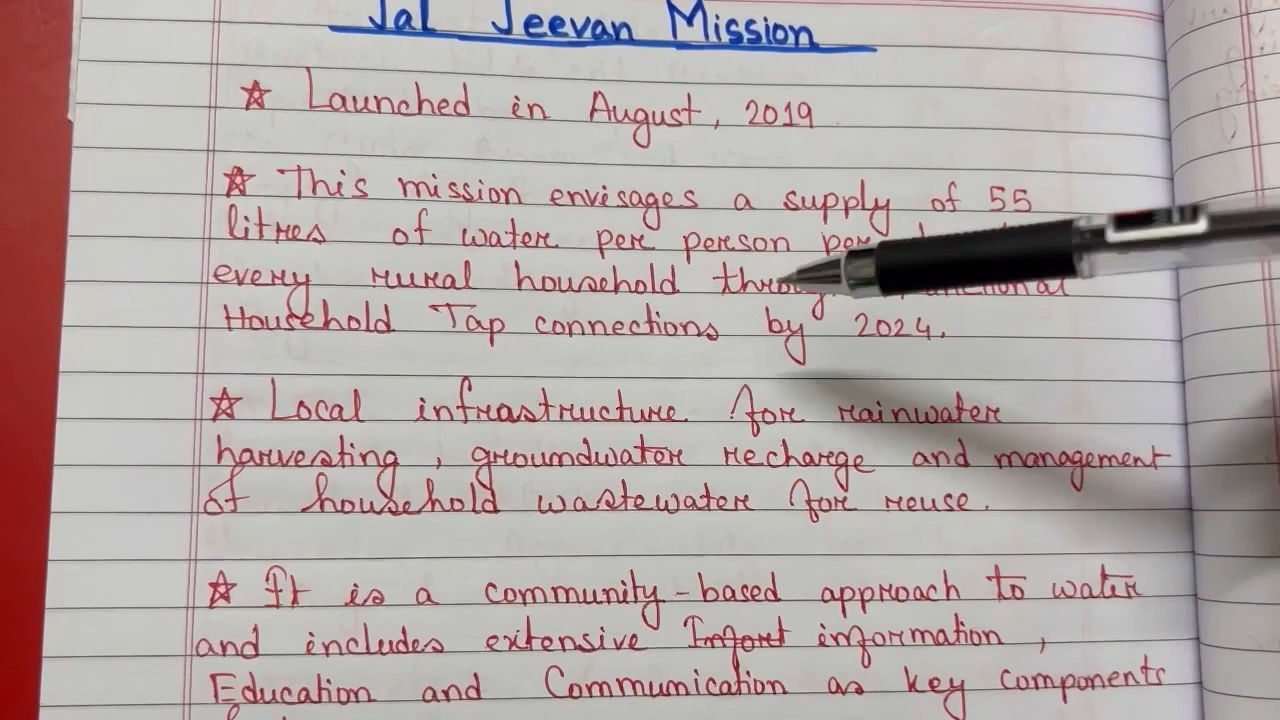 Jal Jeevan Mission
☆ Launched in August, 2019
☆ This mission envisages a supply of 55
litres of water per person per
every rural household through functional
Household Tap connections by 2024.
☆ Local infrastructure for rainwater
harvesting, groundwater recharge and management
of household wastewater for reuse.
☆ It is a community-based approach to water
and includes extensive information,
Education and Communication as key components